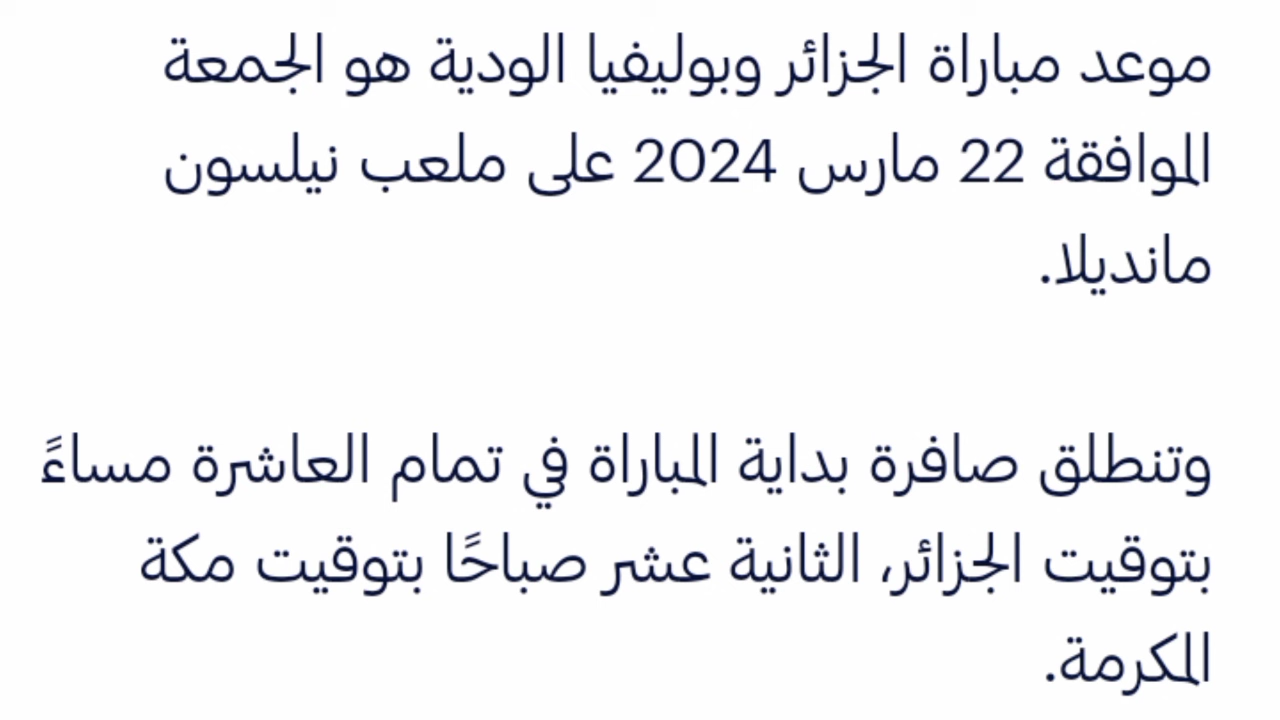 موعد مباراة الجزائر وبوليفيا الودية هو الجمعة
الموافقة 22 مارس 2024 على ملعب نيلسون
مانديلا.
وتنطلق صافرة بداية المباراة في تمام العاشرة مساءً
بتوقيت الجزائر، الثانية عشر صباحًا بتوقيت مكة
المكرمة.